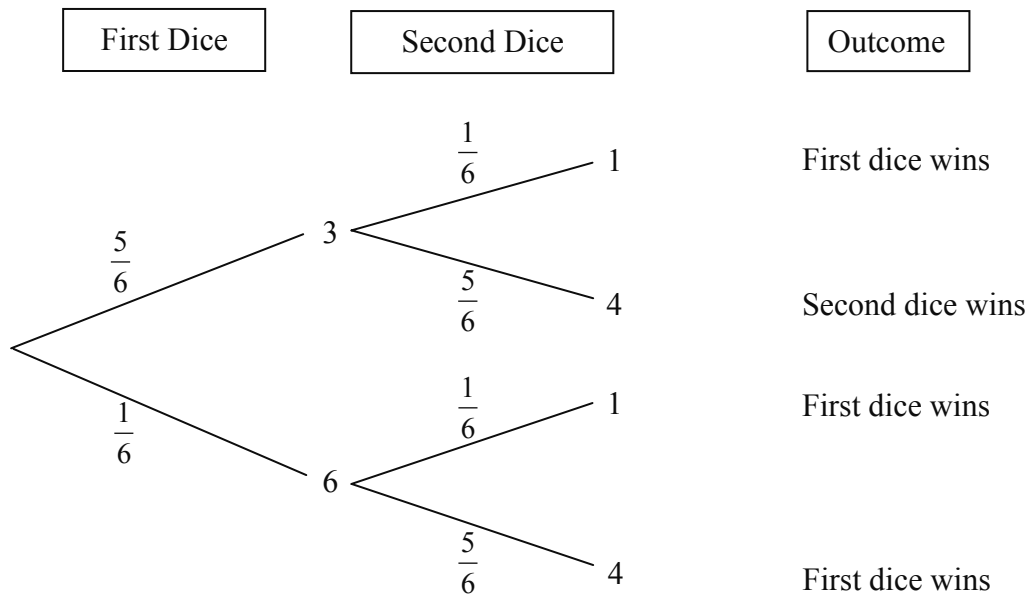 First Dice Second Dice Outcome
1/6 1 First dice wins
5/6 3
5/6 4 Second dice wins
1/6 1 First dice wins
1/6 6
5/6 4 First dice wins